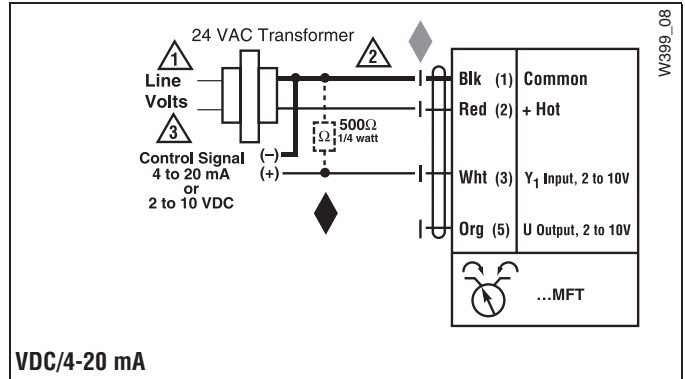 W399_08
24 VAC Transformer
1
2
Line
Volts
3
Control Signal
4 to 20 mA
or
2 to 10 VDC
(–)
(+)
Ω
500Ω
1/4 watt
Blk (1) Common
Red (2) + Hot
Wht (3) Y₁ Input, 2 to 10V
Org (5) U Output, 2 to 10V
...MFT
VDC/4-20 mA